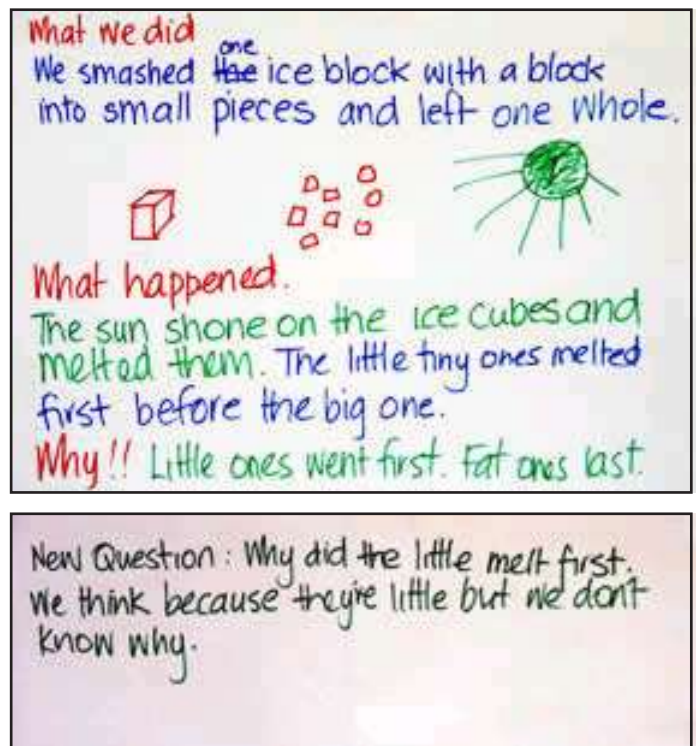 What we did
We smashed the one ice block with a block
into small pieces and left one whole.
What happened.
The sun shone on the ice cubes and
melted them. The little tiny ones melted
first before the big one.
Why!! Little ones went first. Fat ones last.
New Question: Why did the little melt first.
We think because they're little but we don't
know why.